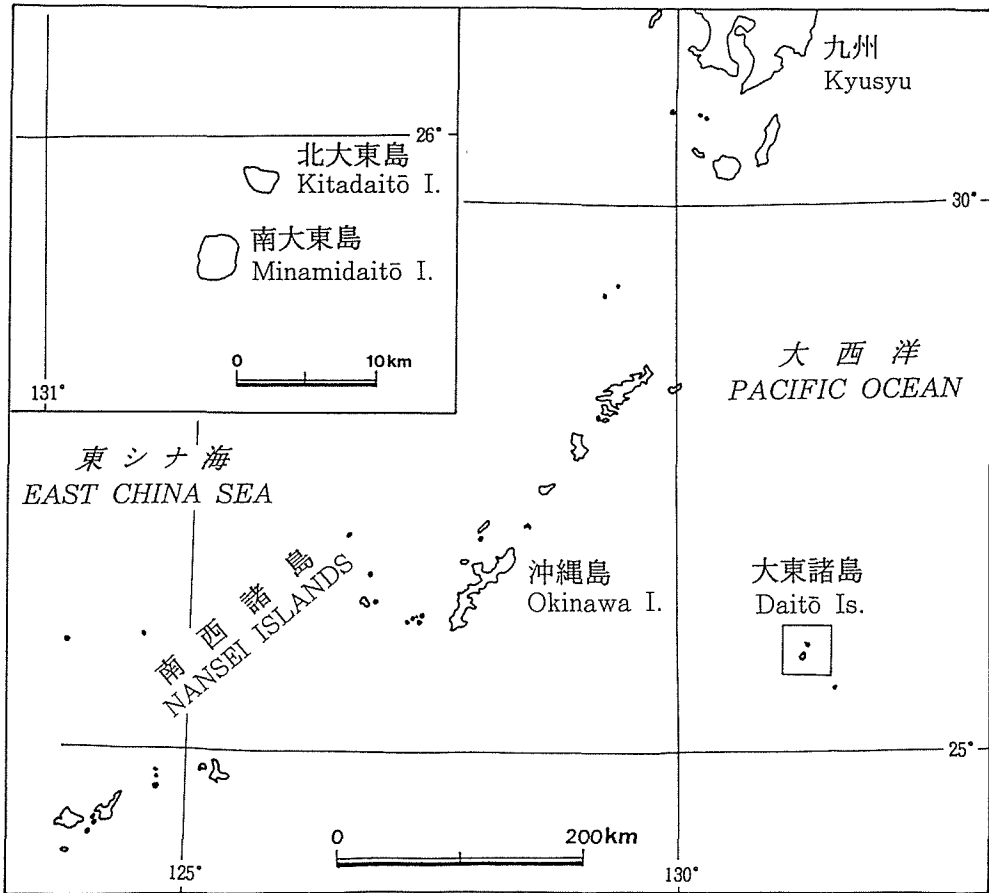 九州
Kyusyu
26°
北大東島
Kitadaitō I.
南大東島
Minamidaitō I.
0 10km
131°
30°
大西洋
PACIFIC OCEAN
東シナ海
EAST CHINA SEA
南西諸島
NANSEI ISLANDS
沖縄島
Okinawa I.
大東諸島
Daitō Is.
25°
0 200km
125°
130°